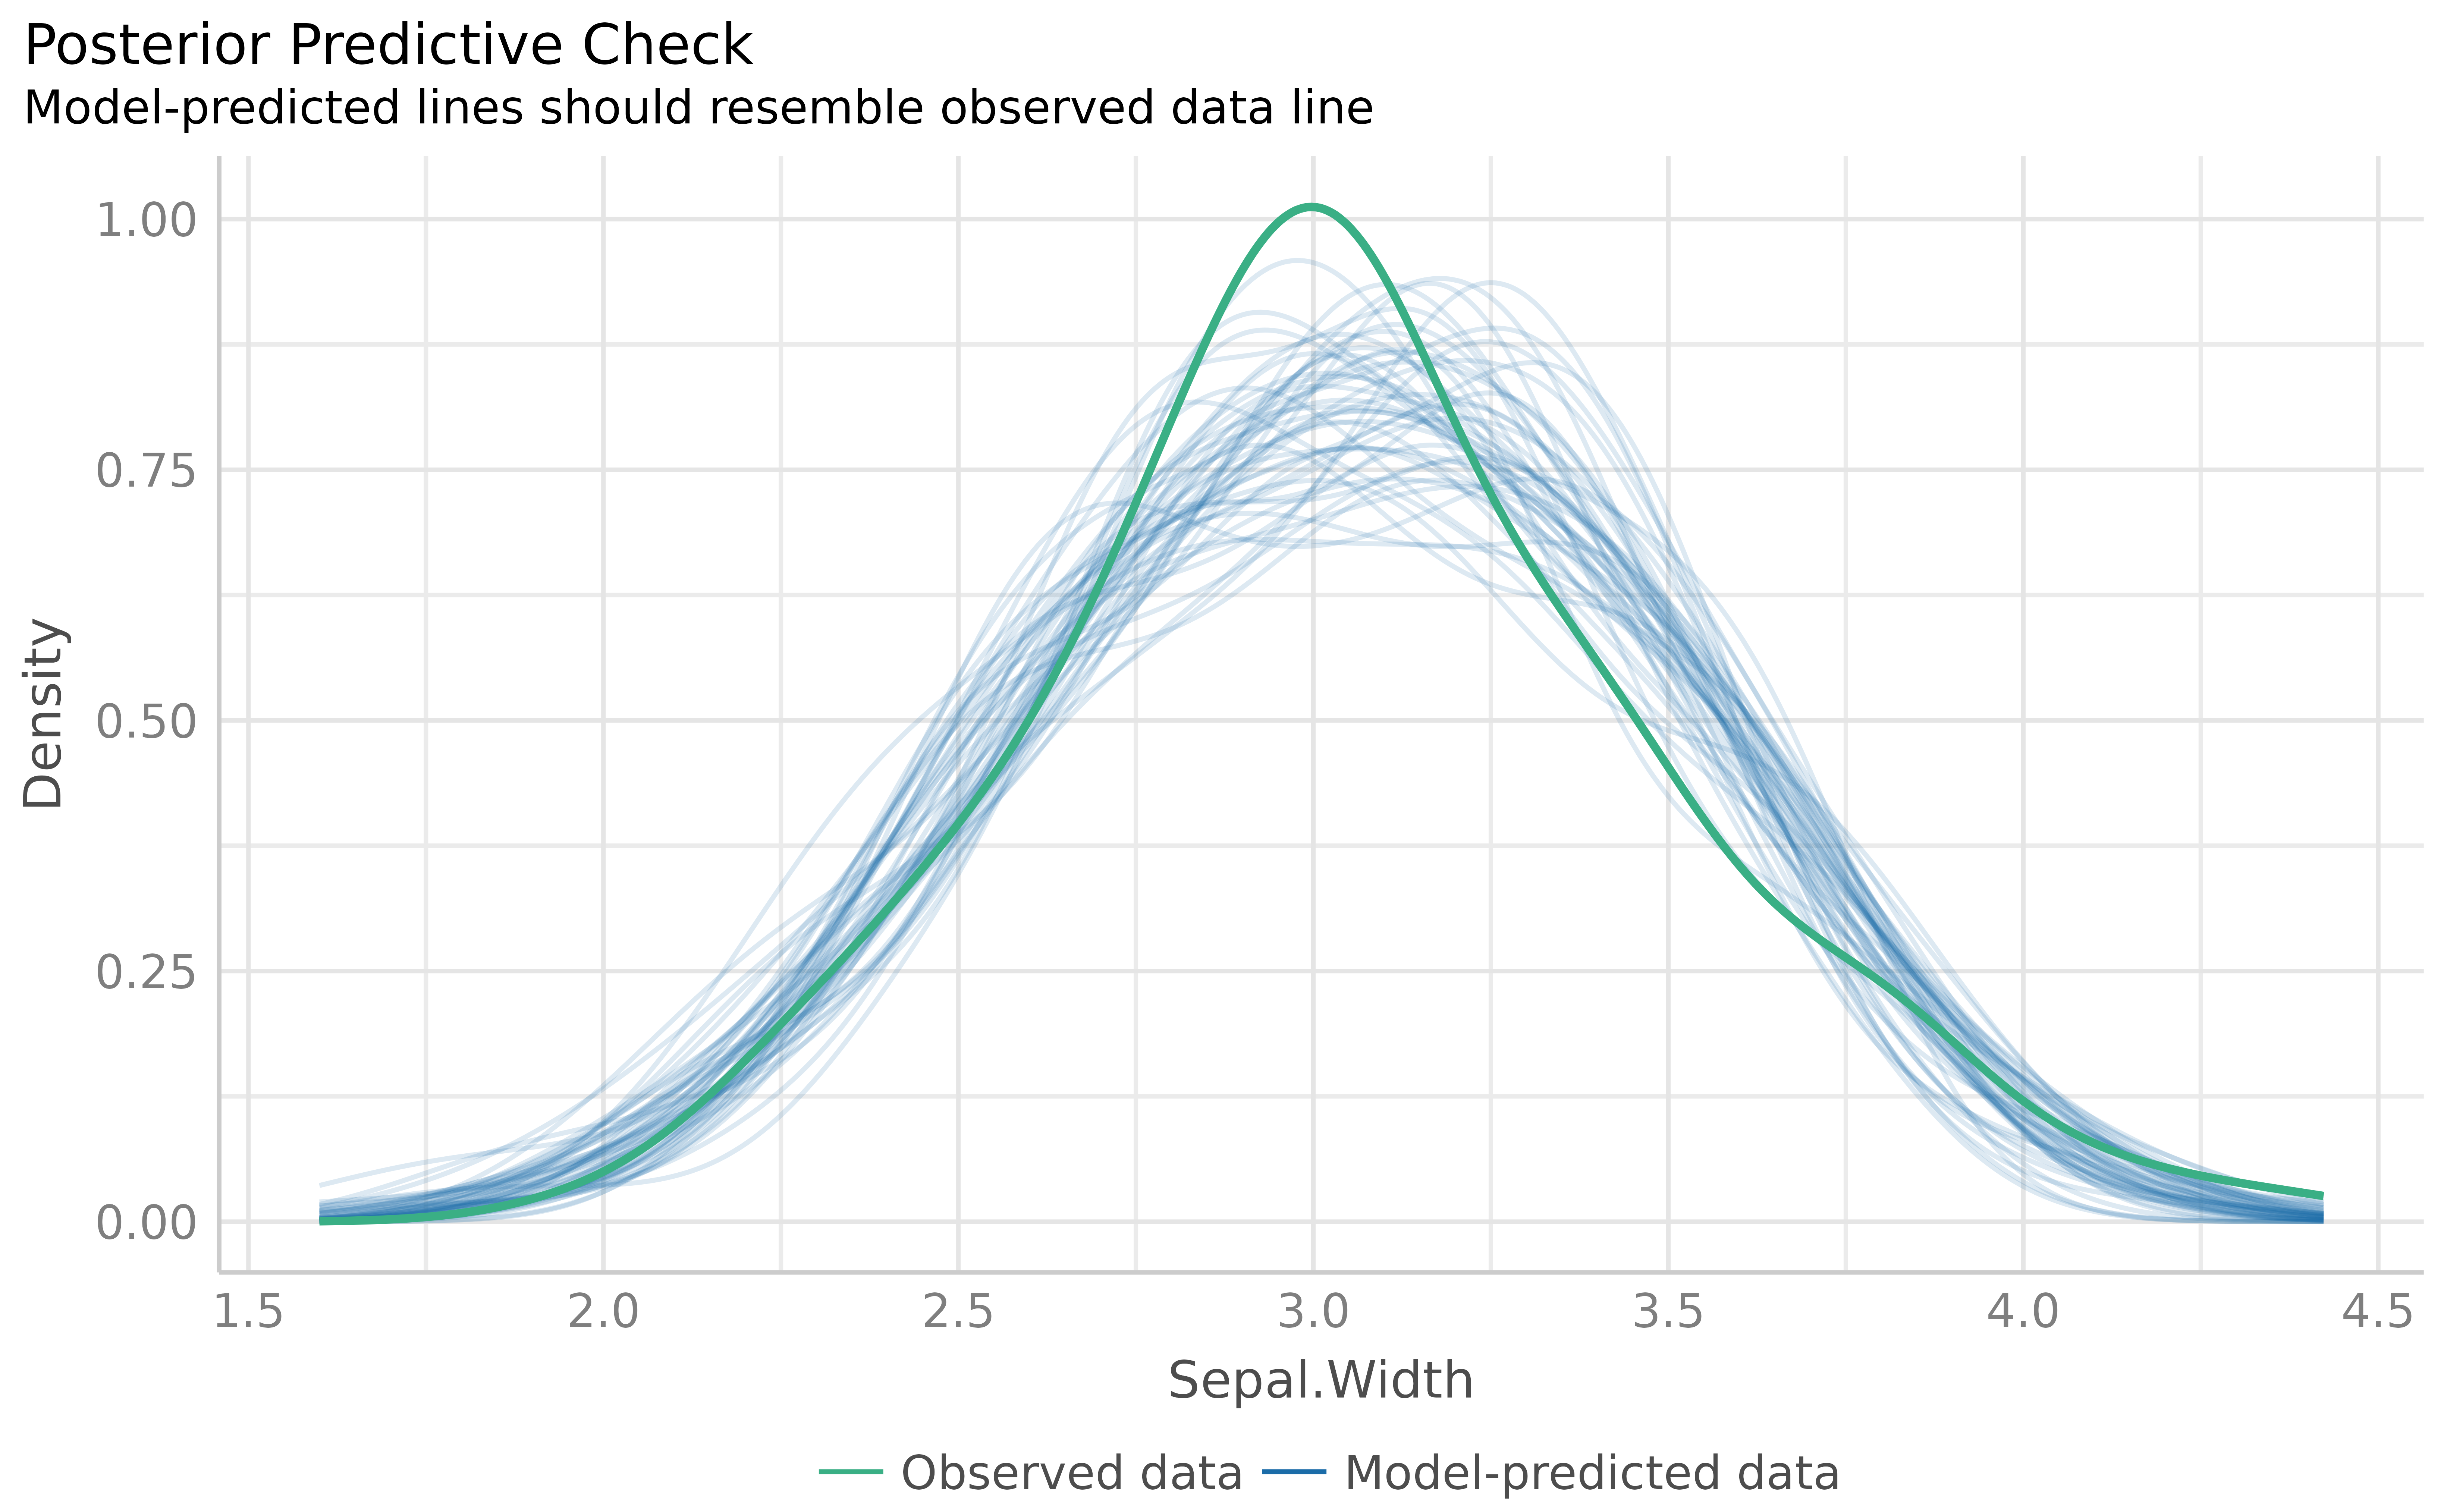 Posterior Predictive Check
Model-predicted lines should resemble observed data line
1.00
0.75
0.50
0.25
0.00
Density
1.5 2.0 2.5 3.0 3.5 4.0 4.5
Sepal.Width
Observed data Model-predicted data